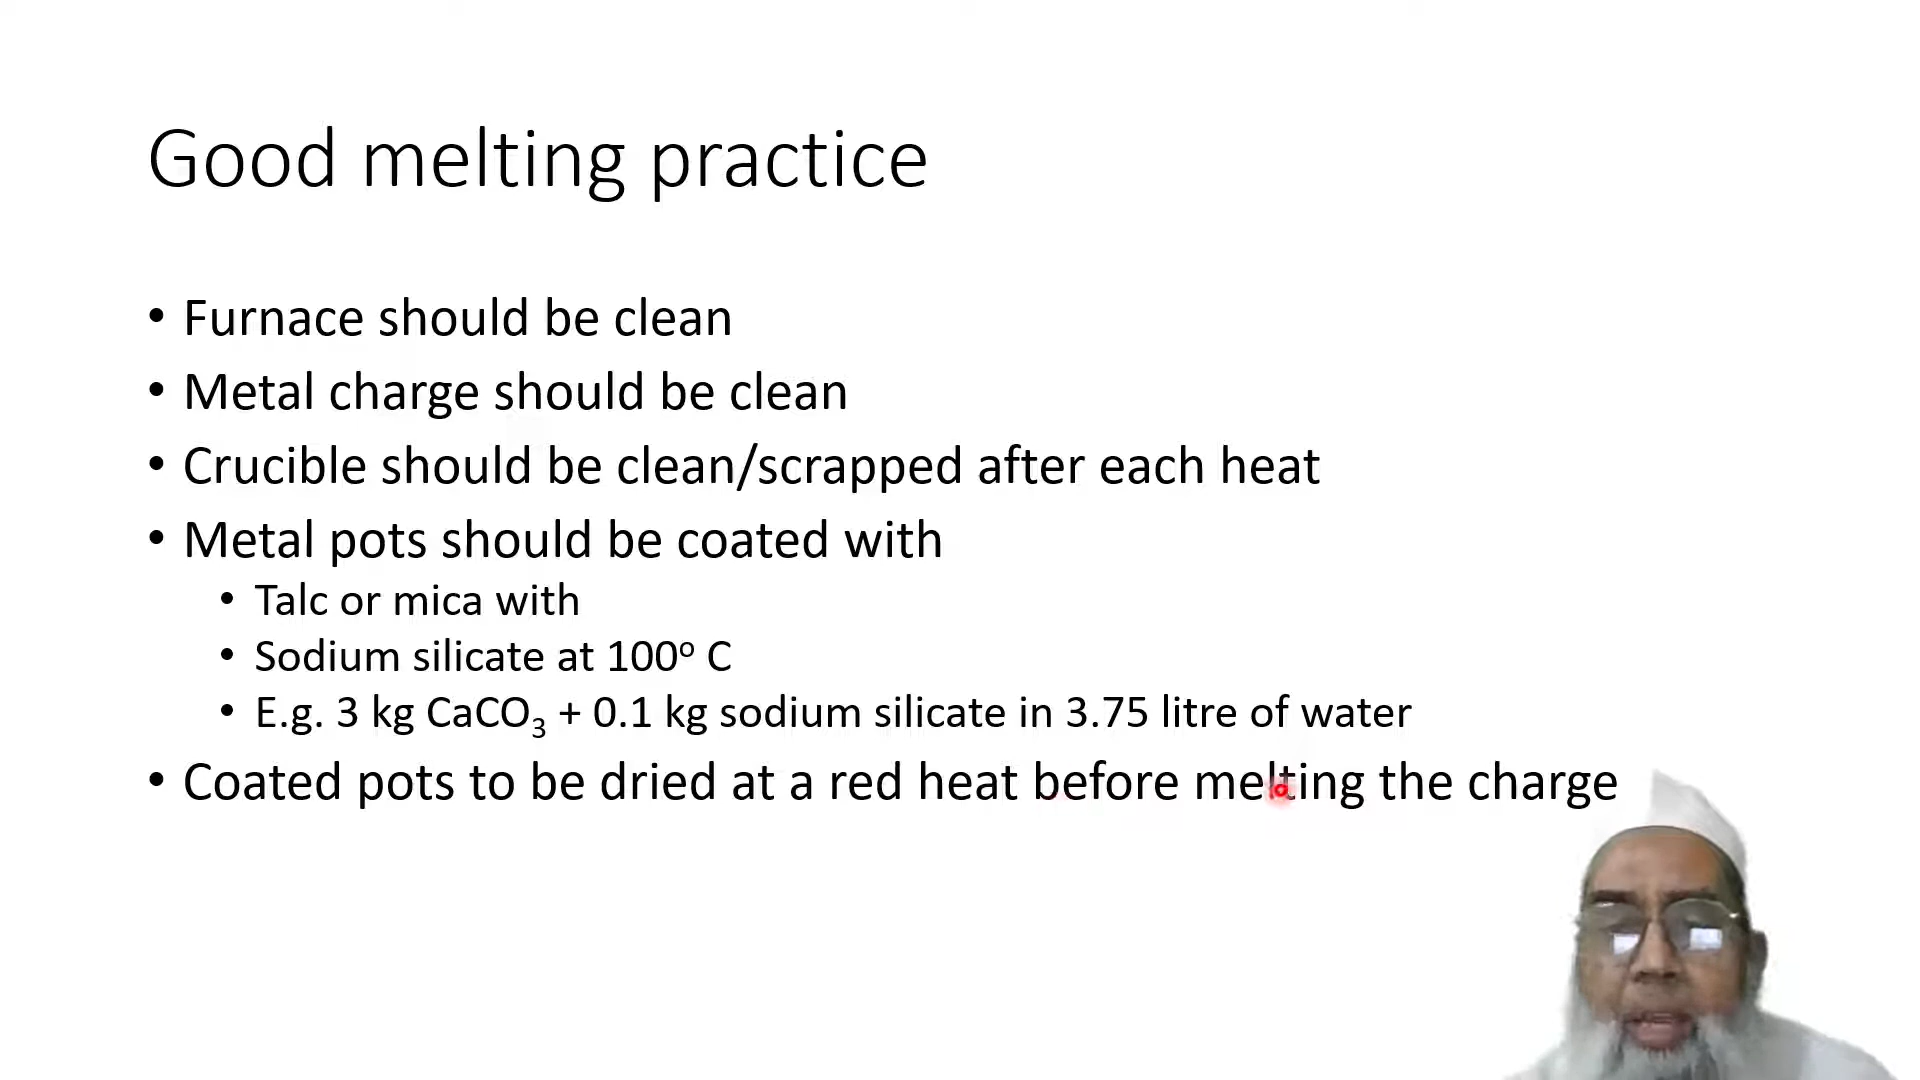 Good melting practice
• Furnace should be clean
• Metal charge should be clean
• Crucible should be clean/scrapped after each heat
• Metal pots should be coated with
• Talc or mica with
• Sodium silicate at 100° C
• E.g. 3 kg CaCO₃ + 0.1 kg sodium silicate in 3.75 litre of water
• Coated pots to be dried at a red heat before melting the charge